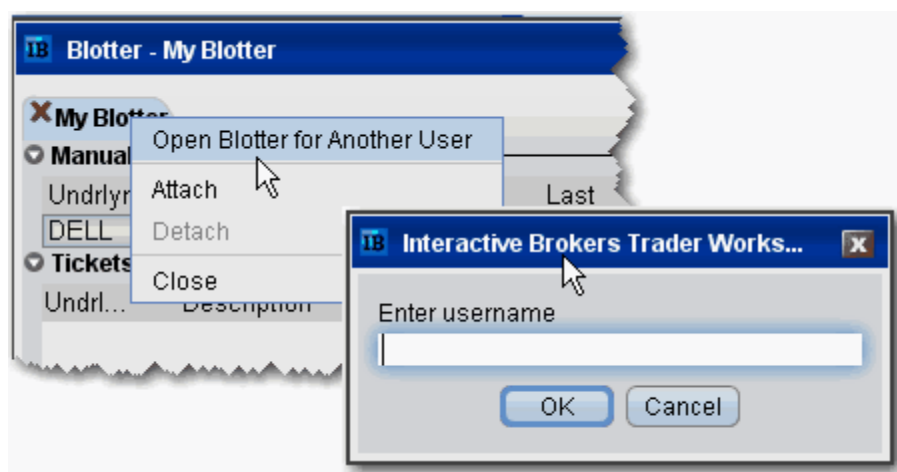 IB Blotter - My Blotter
My Blotter
Open Blotter for Another User
Manual
Undrlyn Last
Attach
DELL
Detach
Tickets
Close
Undrl... Description
IB Interactive Brokers Trader Works...
Enter username
OK Cancel